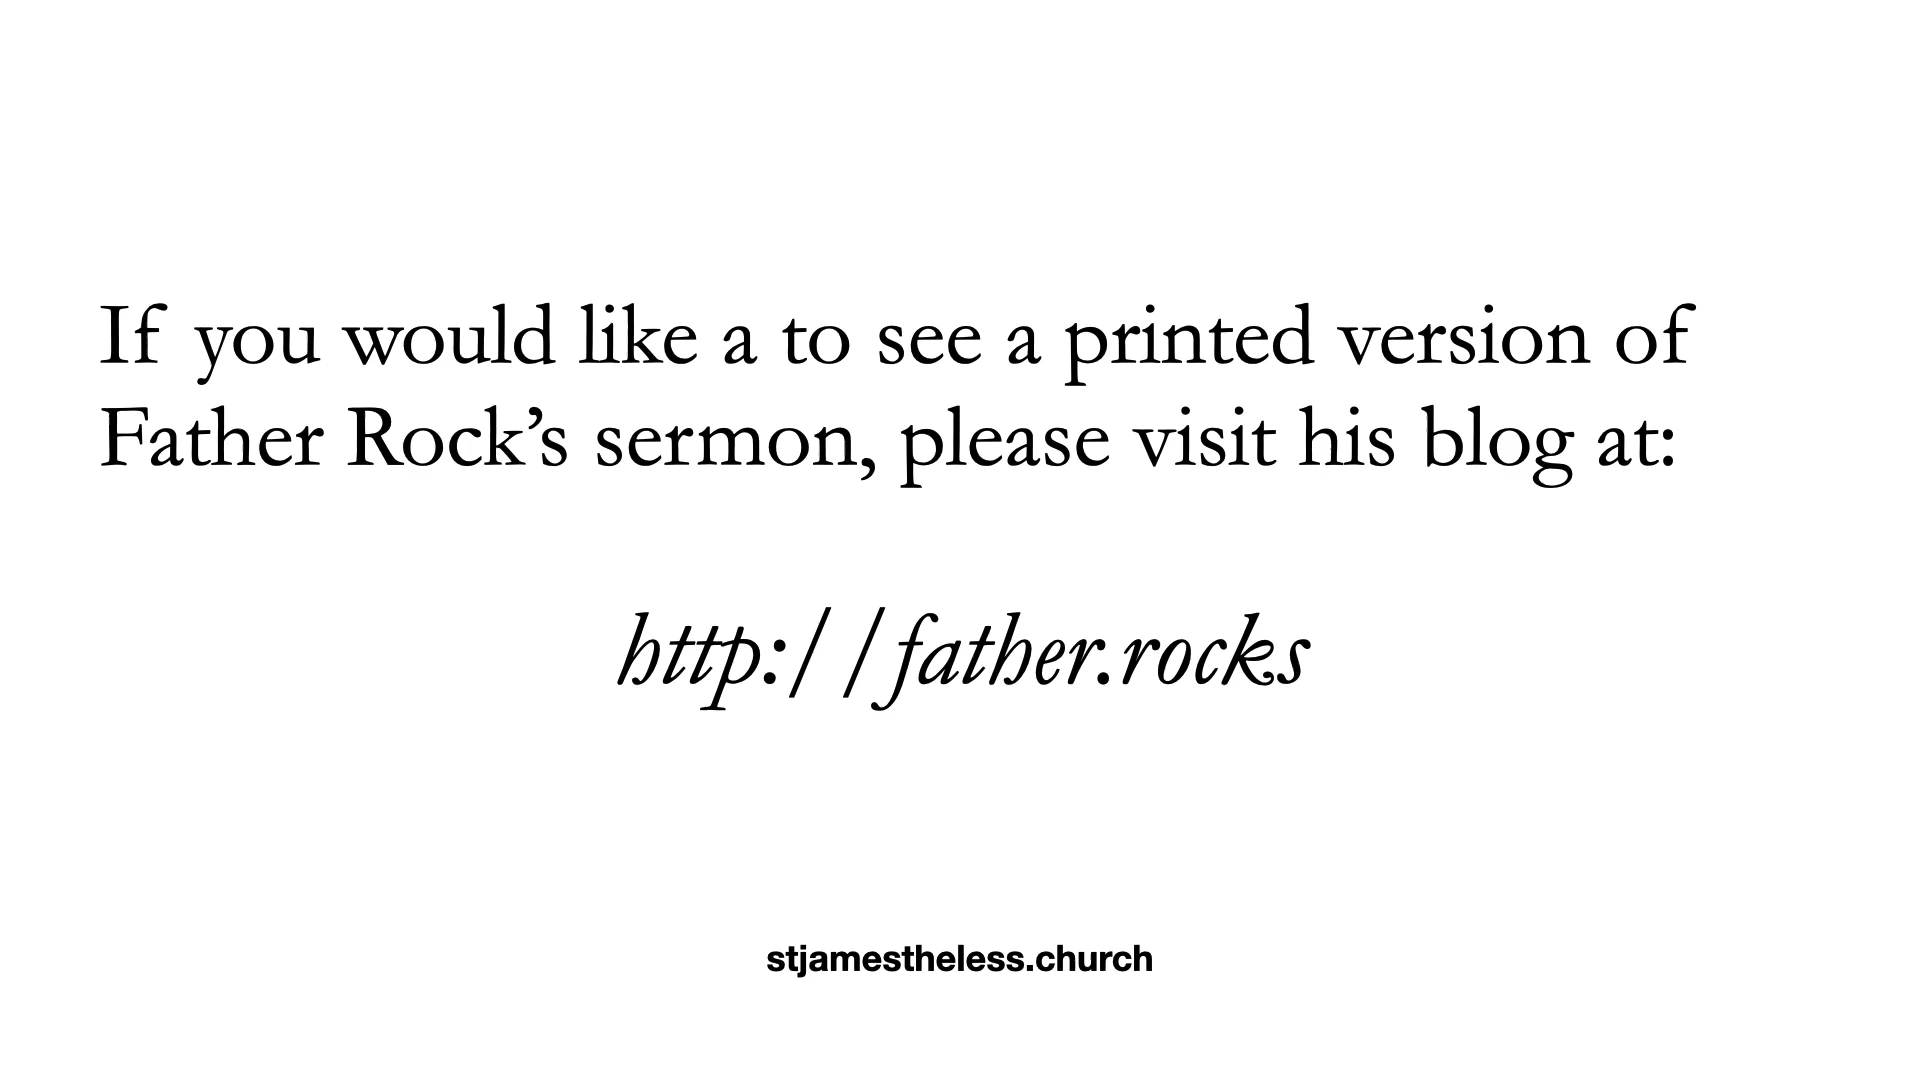 If you would like a to see a printed version of
Father Rock’s sermon, please visit his blog at:
http://father.rocks
stjamestheless.church